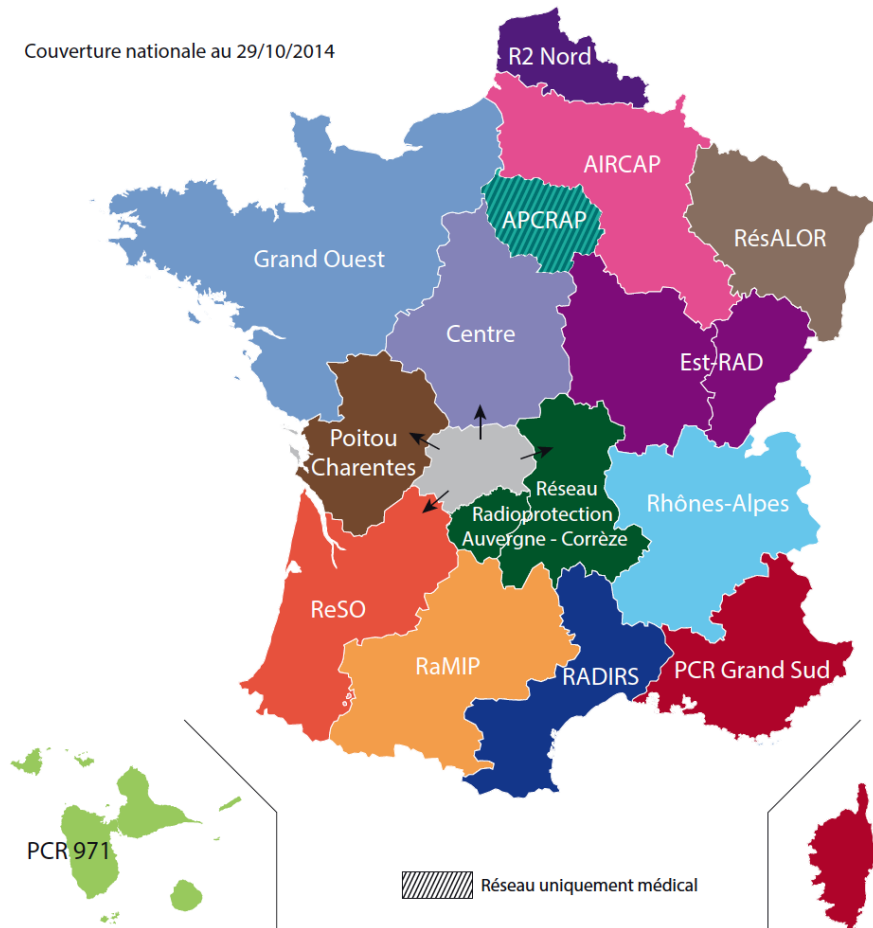 Couverture nationale au 29/10/2014
R2 Nord
AIRCAP
APCRAP
RésALOR
Grand Ouest
Centre
Est-RAD
Poitou
Charentes
Réseau
Radioprotection
Auvergne - Corrèze
Rhônes-Alpes
ReSO
RaMIP
RADIRS
PCR Grand Sud
PCR 971
Réseau uniquement médical